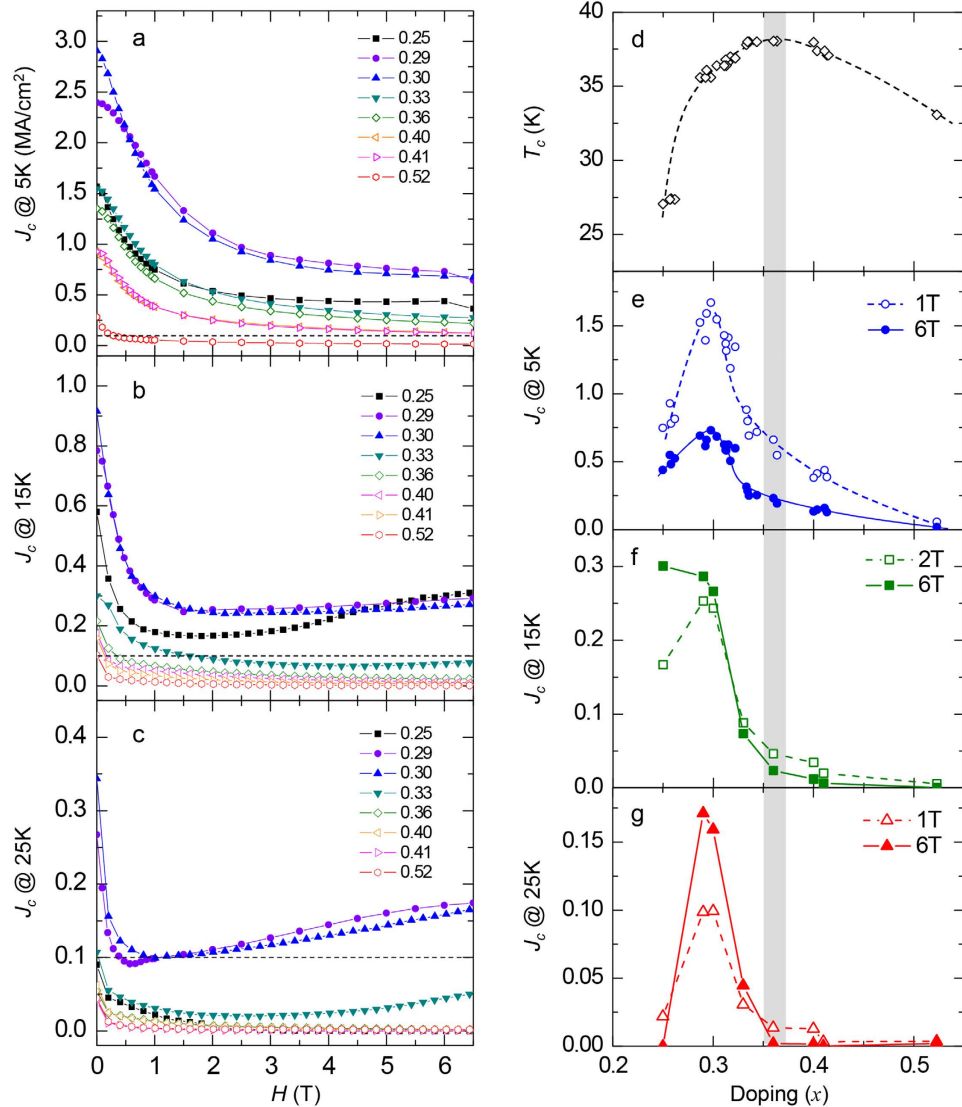 a
J_c @ 5K (MA/cm²)
3.0
2.5
2.0
1.5
1.0
0.5
0.0
0.25
0.29
0.30
0.33
0.36
0.40
0.41
0.52
b
J_c @ 15K
1.0
0.8
0.6
0.4
0.2
0.0
0.25
0.29
0.30
0.33
0.36
0.40
0.41
0.52
c
J_c @ 25K
0.4
0.3
0.2
0.1
0.0
0.25
0.29
0.30
0.33
0.36
0.40
0.41
0.52
0 1 2 3 4 5 6
H (T)
d
T_c (K)
40
35
30
25
e
J_c @ 5K
1.5
1.0
0.5
0.0
1T
6T
f
J_c @ 15K
0.3
0.2
0.1
0.0
2T
6T
g
J_c @ 25K
0.15
0.10
0.05
0.00
1T
6T
0.2 0.3 0.4 0.5
Doping (x)